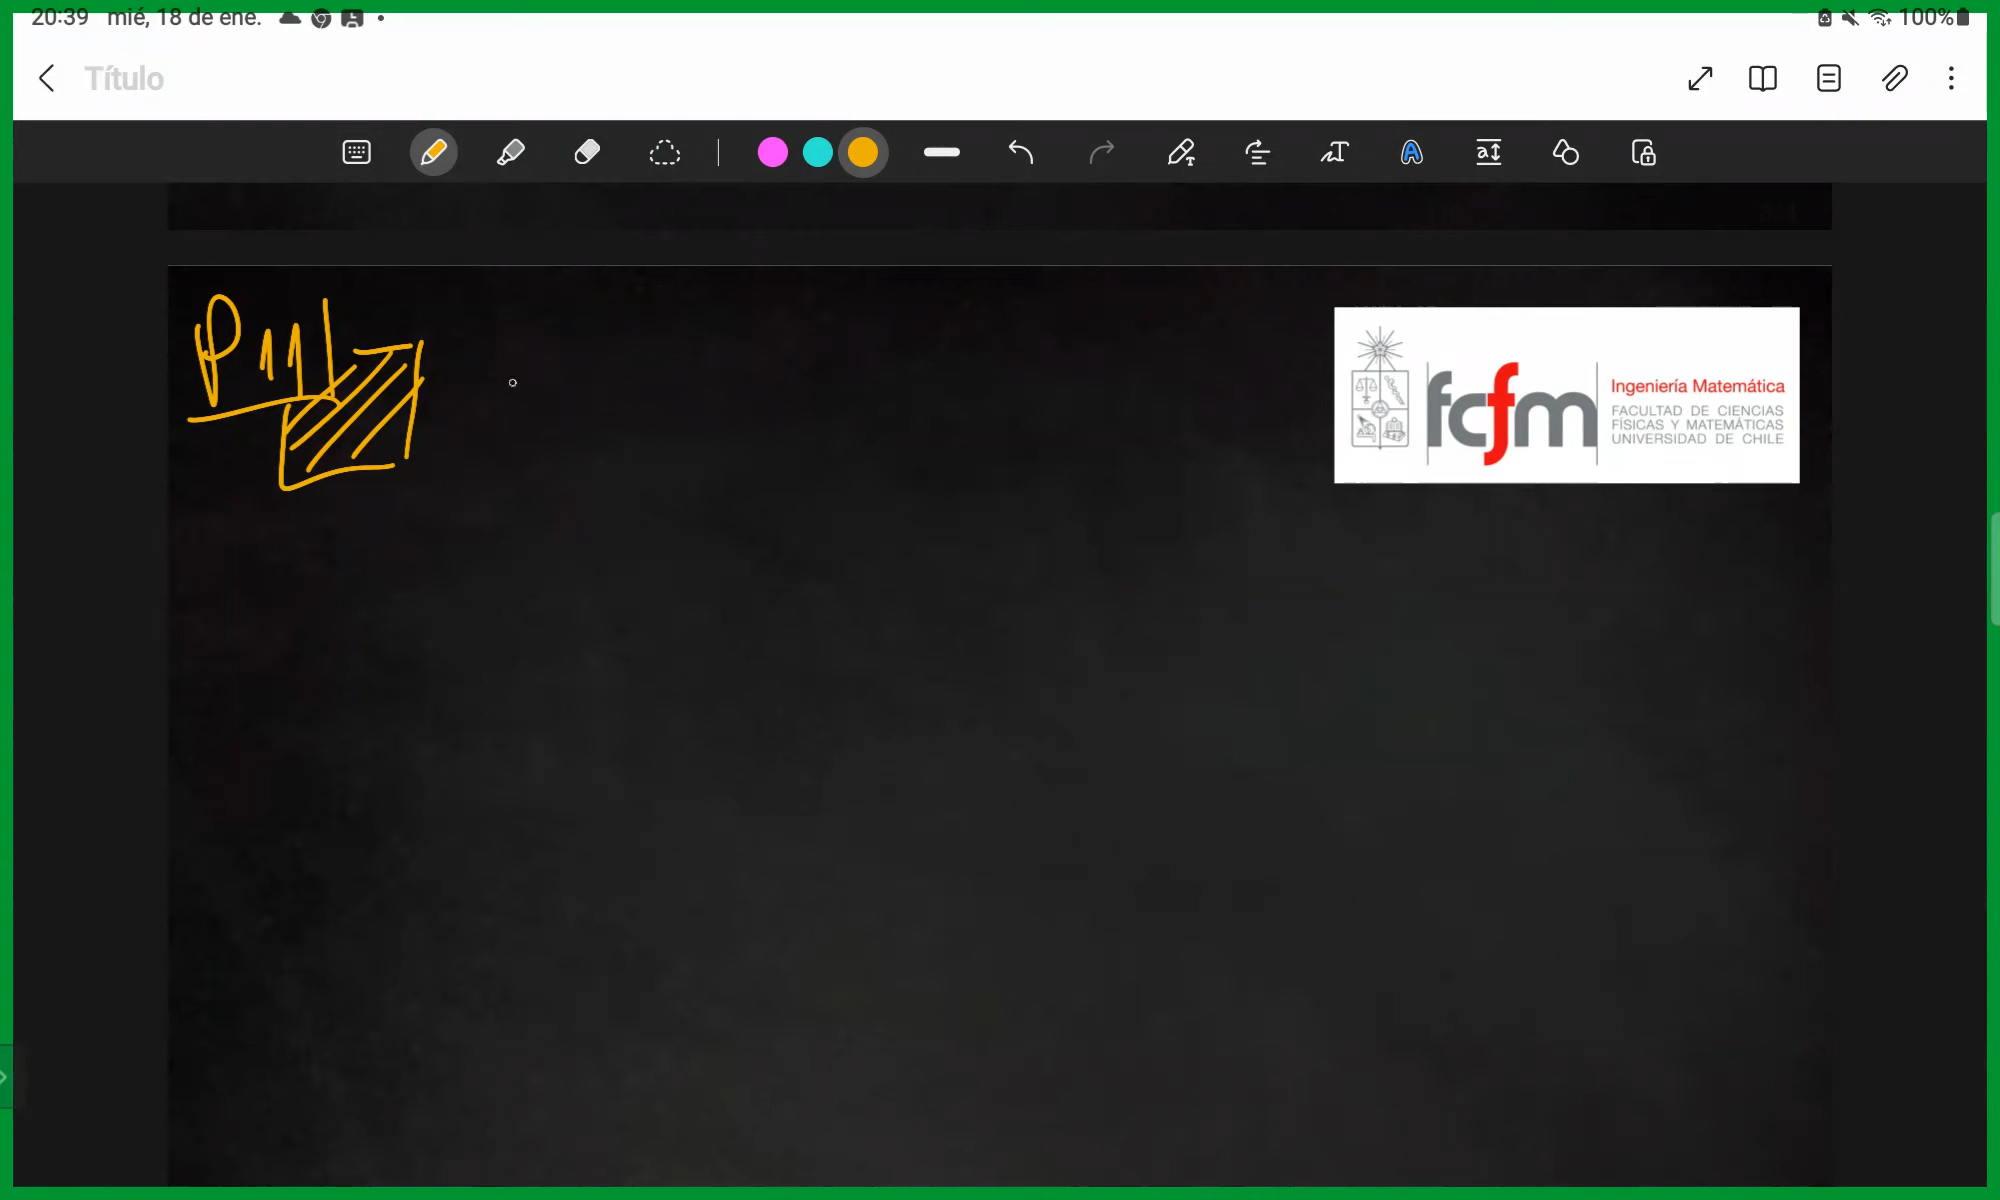 20:39 mié, 18 de ene. 100%
Título
P11
fcfm
Ingeniería Matemática
FACULTAD DE CIENCIAS
FÍSICAS Y MATEMÁTICAS
UNIVERSIDAD DE CHILE